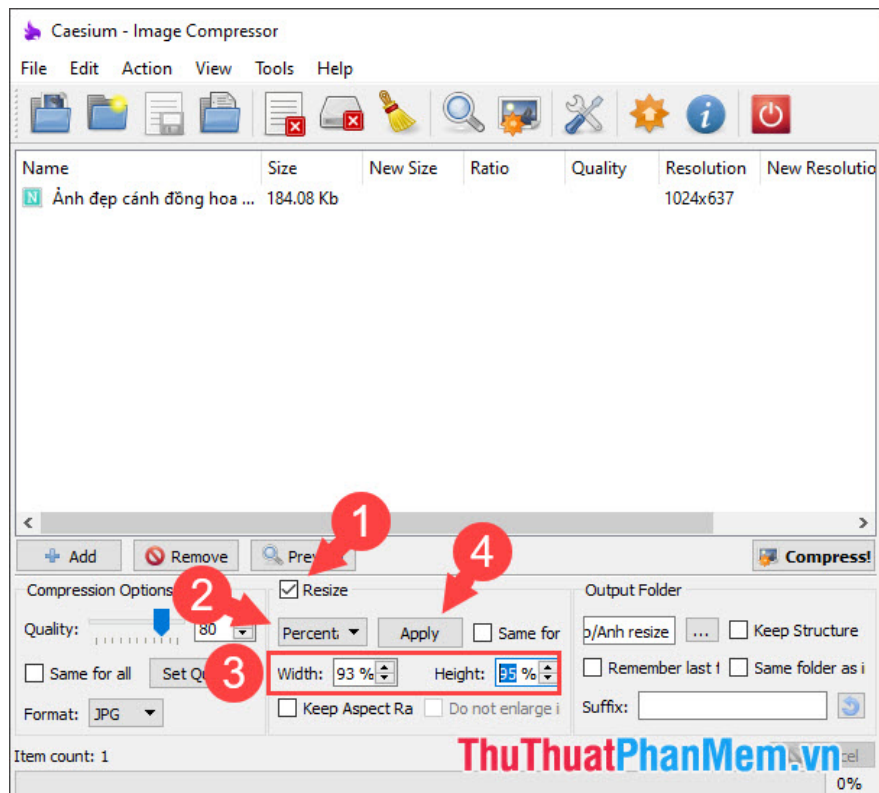 Caesium - Image Compressor
File Edit Action View Tools Help
Name Size New Size Ratio Quality Resolution New Resolutio
N Ảnh đẹp cánh đồng hoa ... 184.08 Kb 1024x637
1
Add Remove Pre Compress!
4
Compression Options Resize Output Folder
2
Quality: 80 Percent Apply Same for p/Anh resize ... Keep Structure
3
Same for all Set Qu Width: 93 % Height: 95 % Remember last f Same folder as i
Format: JPG Keep Aspect Ra Do not enlarge i Suffix:
Item count: 1 ThuThuatPhanMem.vn cel
0%